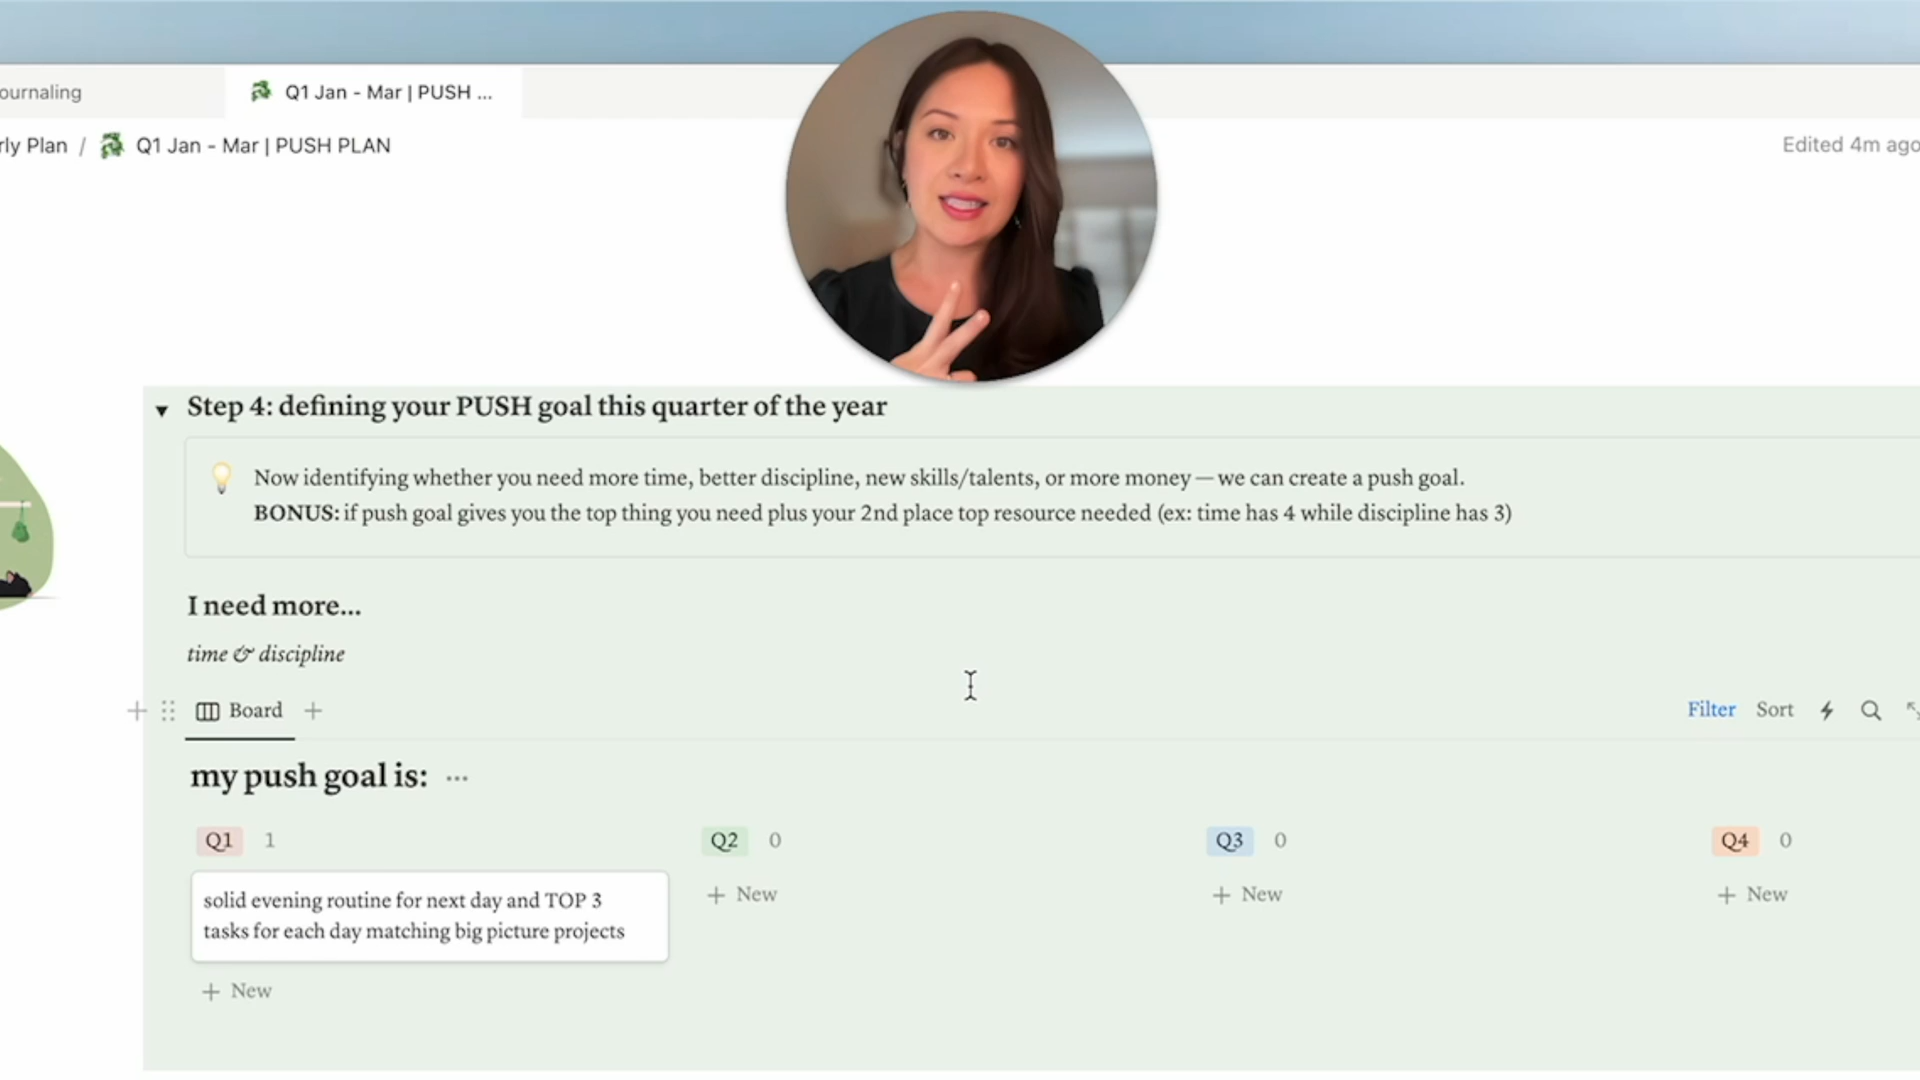 ournaling
Q1 Jan - Mar | PUSH ...
rly Plan / Q1 Jan - Mar | PUSH PLAN
Edited 4m ago
Step 4: defining your PUSH goal this quarter of the year
Now identifying whether you need more time, better discipline, new skills/talents, or more money — we can create a push goal.
BONUS: if push goal gives you the top thing you need plus your 2nd place top resource needed (ex: time has 4 while discipline has 3)
I need more...
time & discipline
Board
Filter Sort
my push goal is: ...
Q1 1
Q2 0
Q3 0
Q4 0
solid evening routine for next day and TOP 3
tasks for each day matching big picture projects
+ New
+ New
+ New
+ New